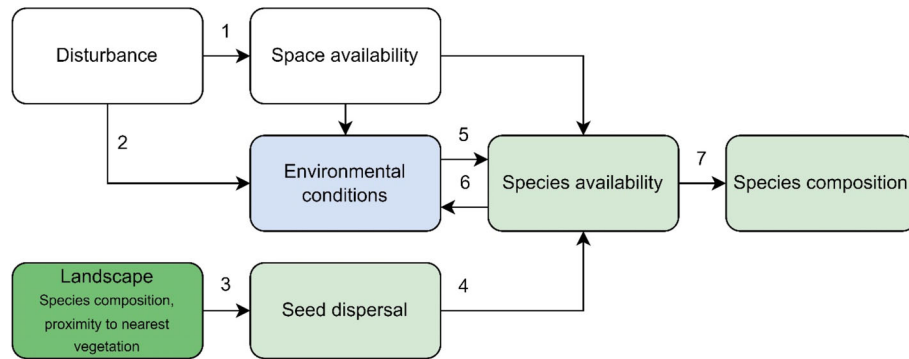 Disturbance
1
Space availability
2
Environmental
conditions
5
6
Species availability
7
Species composition
Landscape
Species composition,
proximity to nearest
vegetation
3
Seed dispersal
4